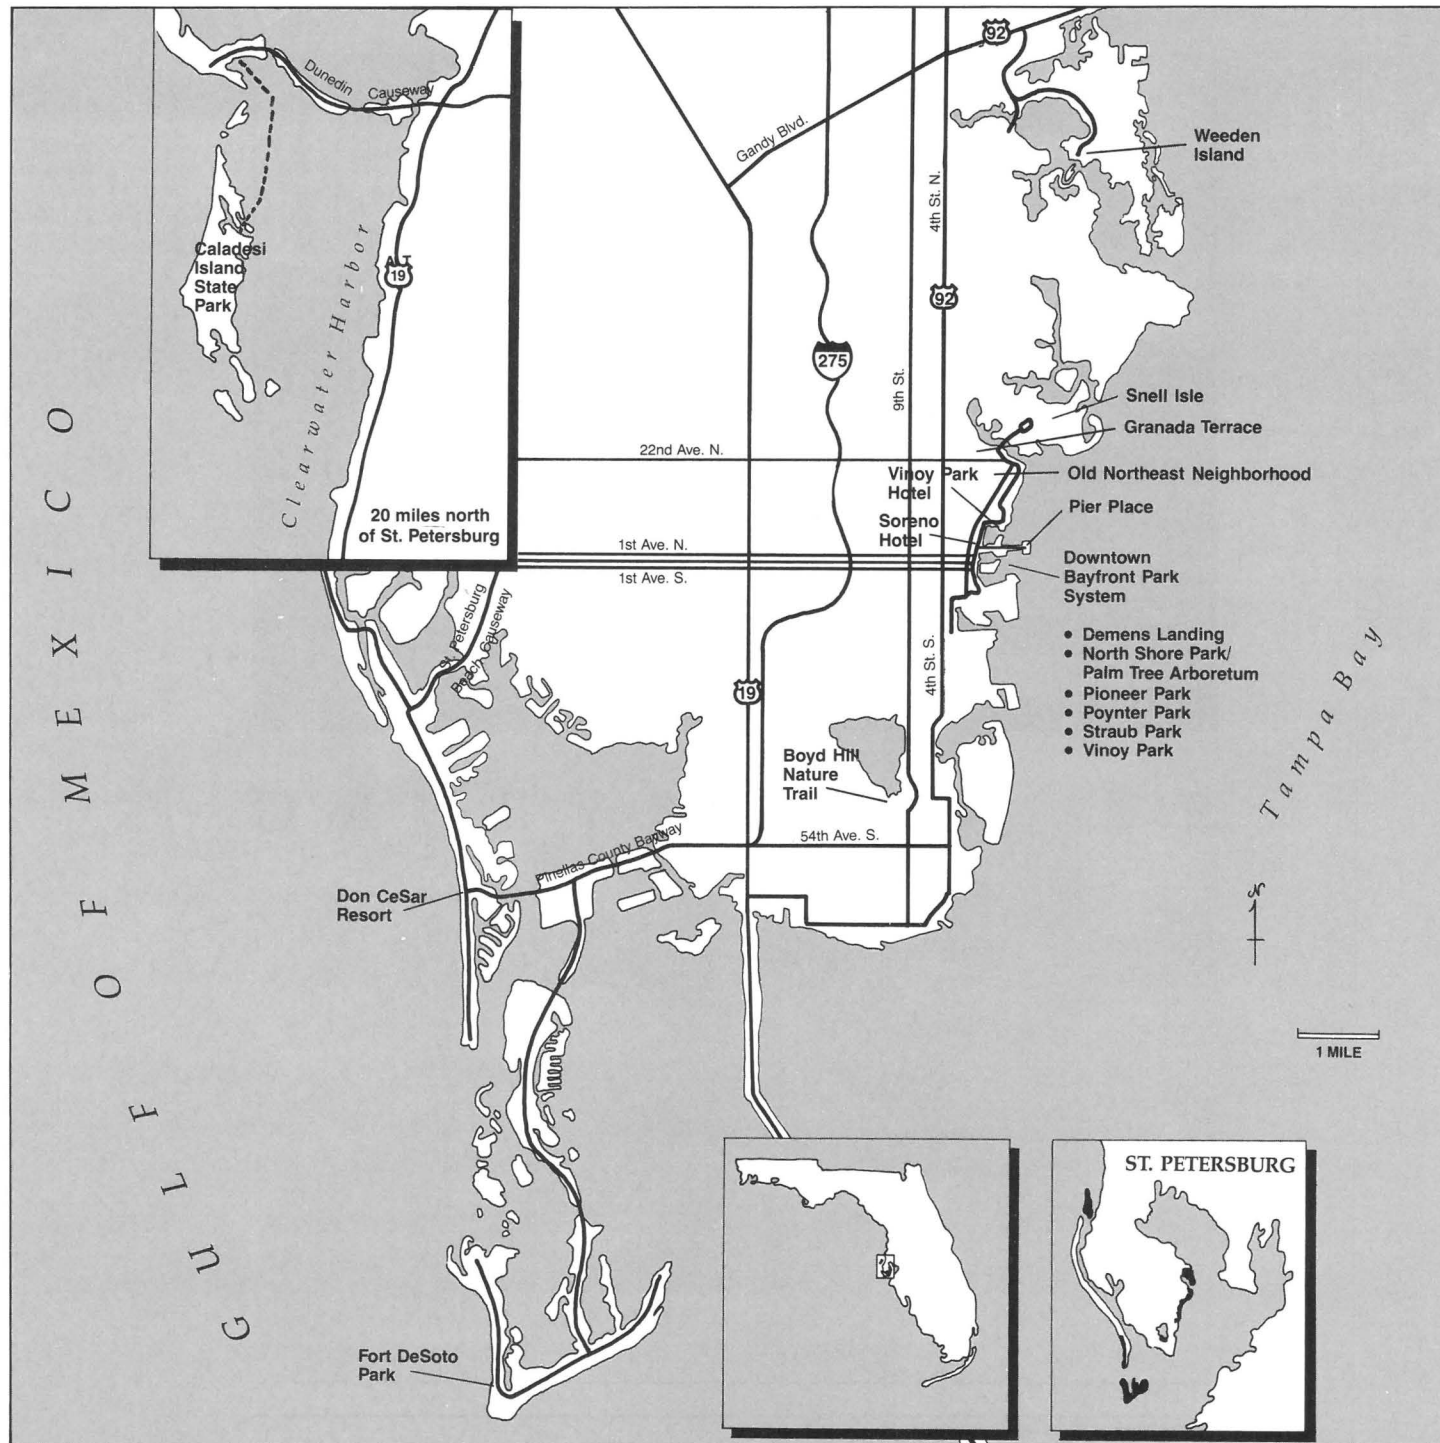 92
Dunedin
Causeway
Gandy Blvd.
Weeden
Island
4th St. N.
Caladesi
Island
State
Park
ALT
19
Clearwater Harbor
92
275
9th St.
Snell Isle
Granada Terrace
22nd Ave. N.
Vinoy Park
Hotel
Old Northeast Neighborhood
20 miles north
of St. Petersburg
Pier Place
Soreno
Hotel
1st Ave. N.
1st Ave. S.
Downtown
Bayfront Park
System
St. Petersburg
Beach Causeway
• Demens Landing
• North Shore Park/
Palm Tree Arboretum
• Pioneer Park
• Poynter Park
• Straub Park
• Vinoy Park
4th St. S.
19
Tampa Bay
Boyd Hill
Nature
Trail
54th Ave. S.
Pinellas County Bayway
Don CeSar
Resort
N
GULF OF MEXICO
1 MILE
ST. PETERSBURG
Fort DeSoto
Park